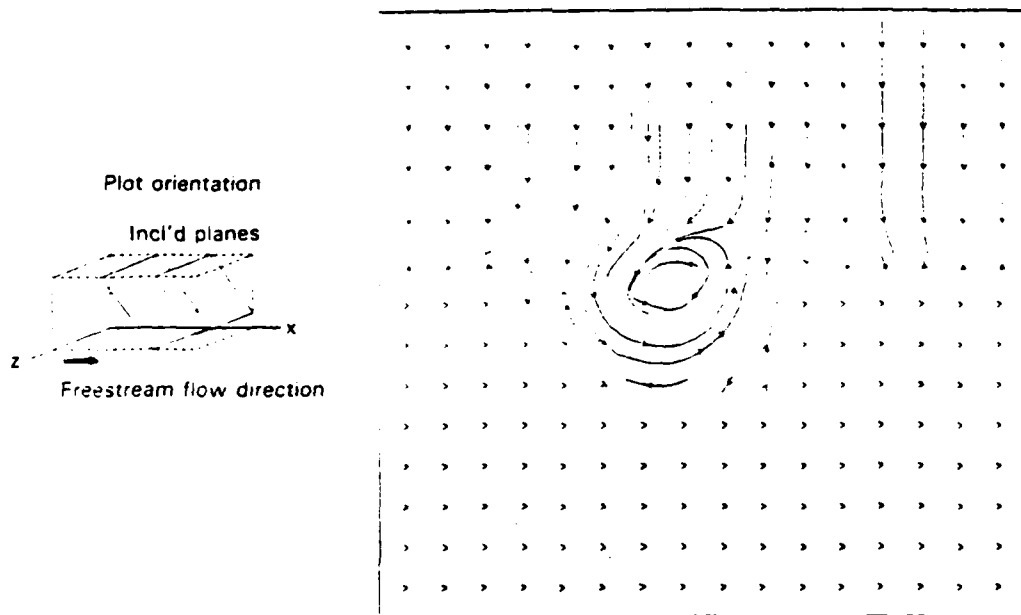 Plot orientation
Incl'd planes
x
z
Freestream flow direction